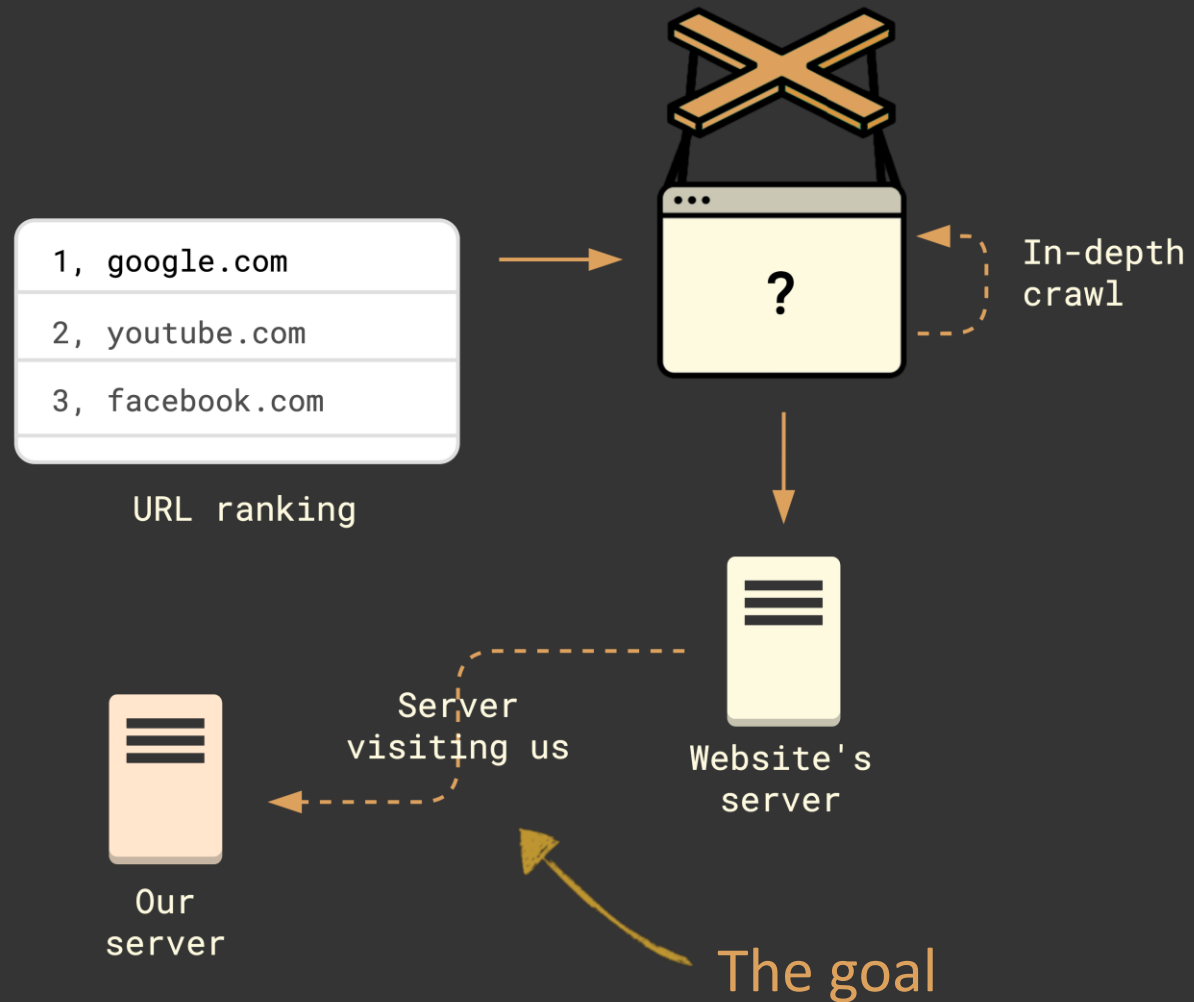 1, google.com
2, youtube.com
3, facebook.com
URL ranking
?
In-depth
crawl
Website's
server
Server
visiting us
Our
server
The goal